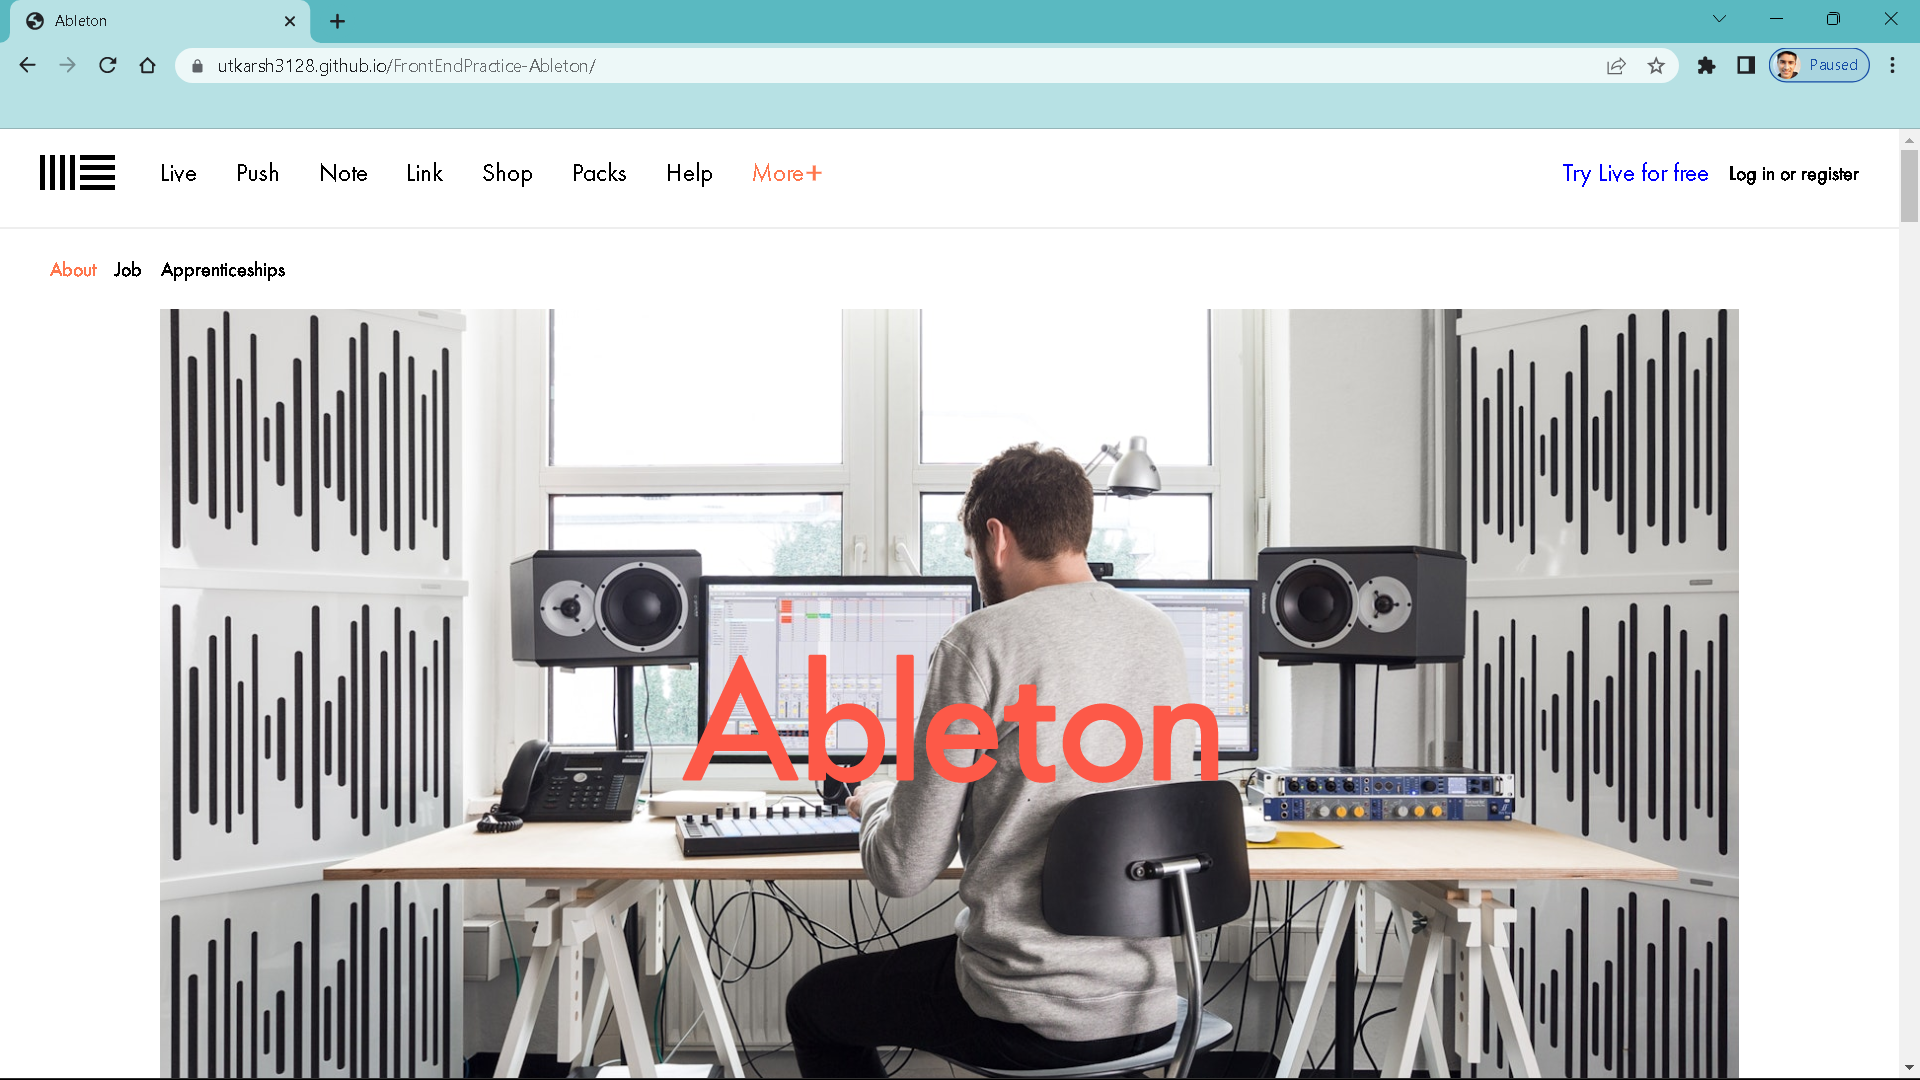 Ableton
utkarsh3128.github.io/FrontEndPractice-Ableton/
Paused
Live Push Note Link Shop Packs Help More+ Try Live for free Log in or register
About Job Apprenticeships
Ableton